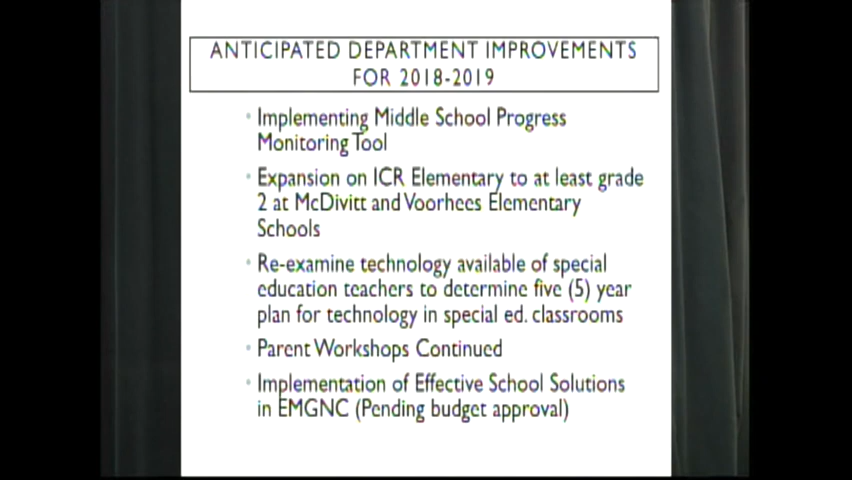 ANTICIPATED DEPARTMENT IMPROVEMENTS
FOR 2018-2019
• Implementing Middle School Progress
Monitoring Tool
• Expansion on ICR Elementary to at least grade
2 at McDivitt and Voorhees Elementary
Schools
• Re-examine technology available of special
education teachers to determine five (5) year
plan for technology in special ed. classrooms
• Parent Workshops Continued
• Implementation of Effective School Solutions
in EMGNC (Pending budget approval)